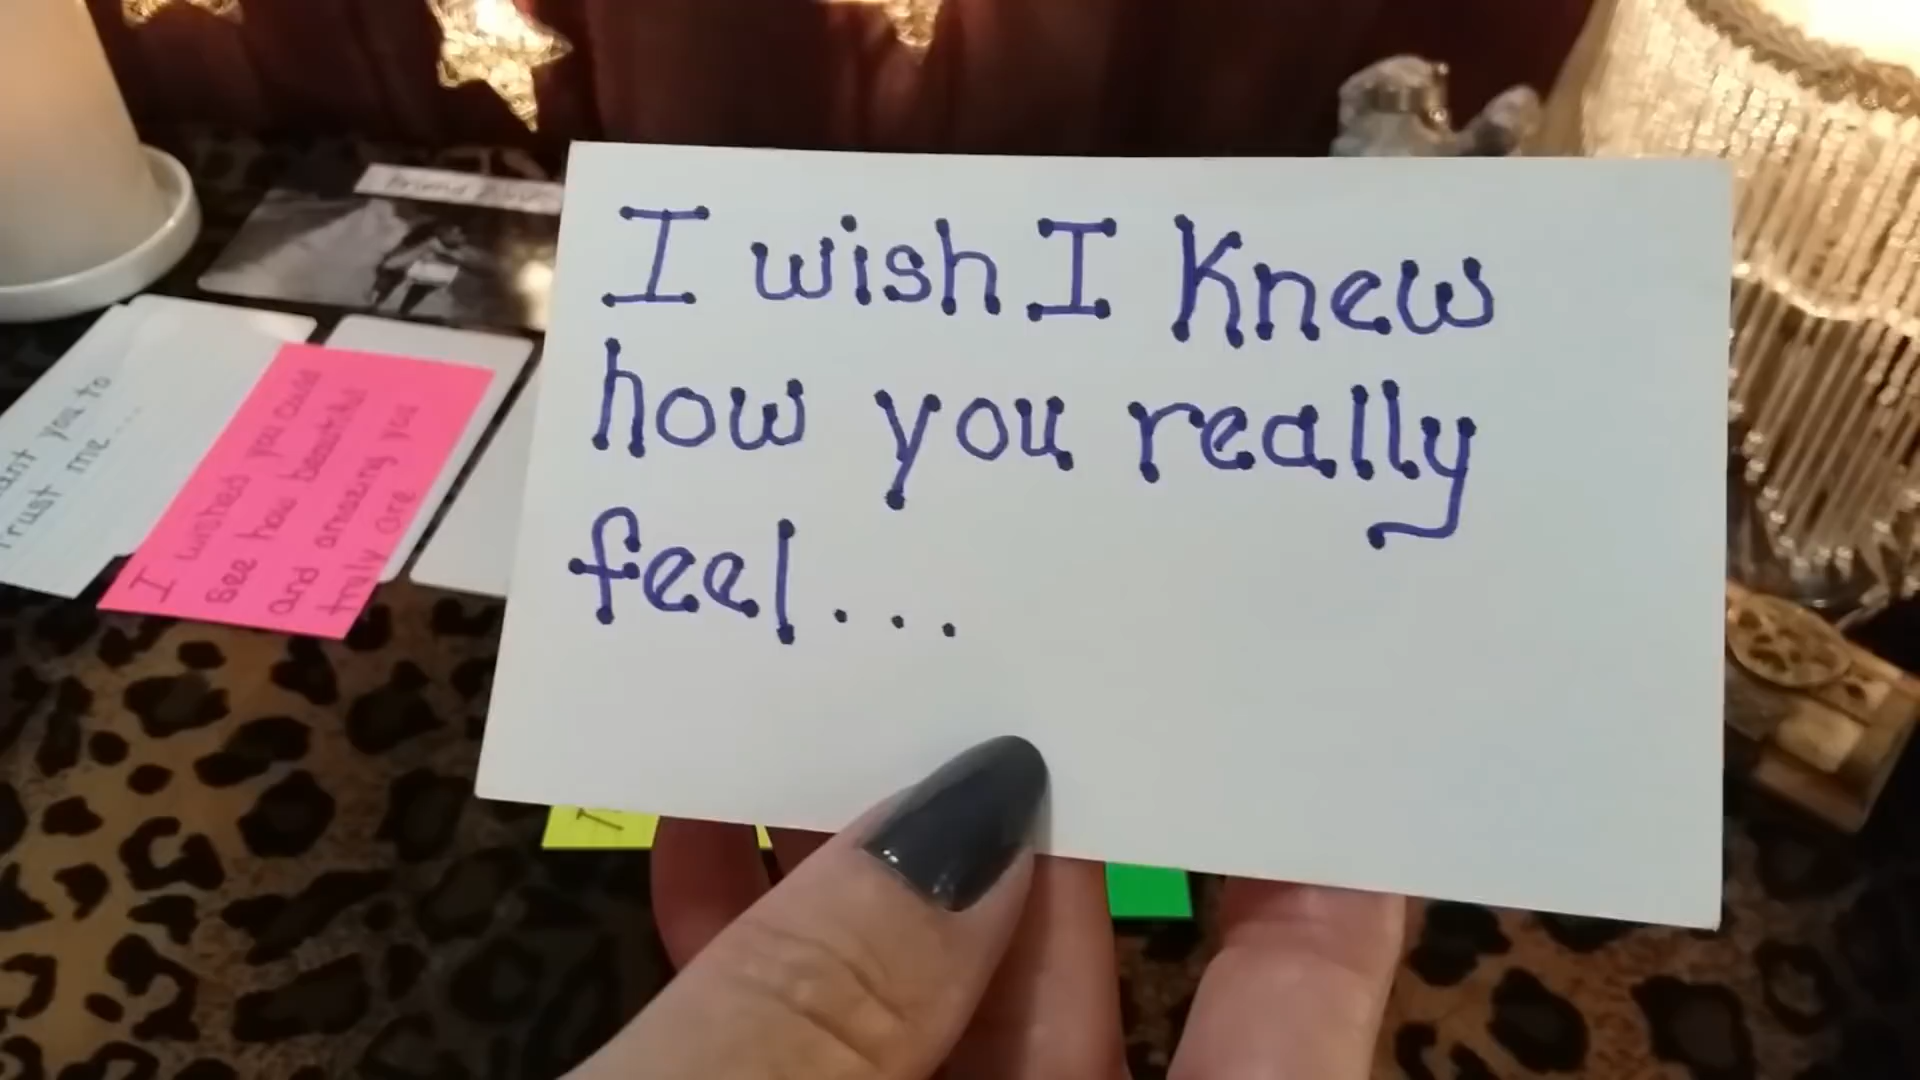 I wish I Knew
how you really
feel...
ant you to
trust me....
I wished you could
see how beautiful
and amazing you
truly are